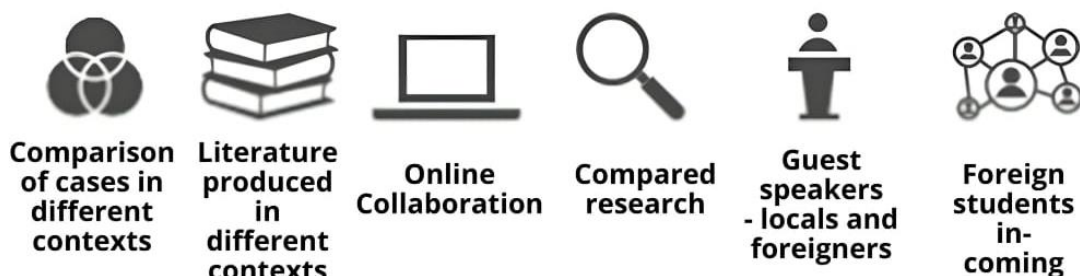 Comparison
of cases in
different
contexts
Literature
produced
in
different
contexts
Online
Collaboration
Compared
research
Guest
speakers
- locals and
foreigners
Foreign
students
in-
coming